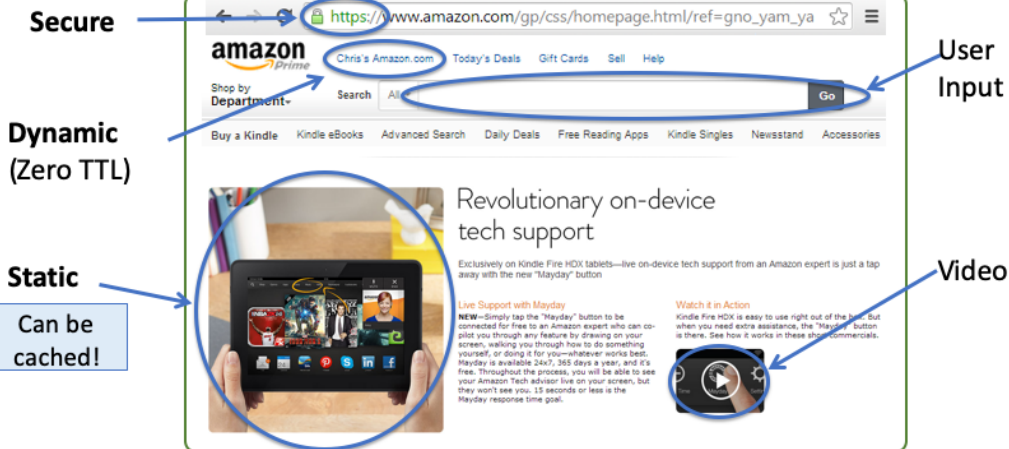 Secure
https://www.amazon.com/gp/css/homepage.html/ref=gno_yam_ya
amazon
Prime
Chris's Amazon.com Today's Deals Gift Cards Sell Help
User
Input
Shop by
Department
Search All Go
Dynamic
(Zero TTL)
Buy a Kindle Kindle eBooks Advanced Search Daily Deals Free Reading Apps Kindle Singles Newsstand Accessories
Revolutionary on-device
tech support
Exclusively on Kindle Fire HDX tablets—live on-device tech support from an Amazon expert is just a tap
away with the new "Mayday" button
Static
Can be
cached!
Video
Live Support with Mayday
NEW—Simply tap the "Mayday" button to be
connected for free to an Amazon expert who can co-
pilot you through any feature by drawing on your
screen, walking you through how to do something
yourself, or doing it for you—whatever works best.
Mayday is available 24x7, 365 days a year, and it's
free. Throughout the process, you will be able to see
your Amazon Tech advisor live on your screen, but
they won't see you. 15 seconds or less is the
Mayday response time goal.
Watch it in Action
Kindle Fire HDX is easy to use right out of the box. But
when you need extra assistance, the "Mayday" button
is there. See how it works in these short commercials.